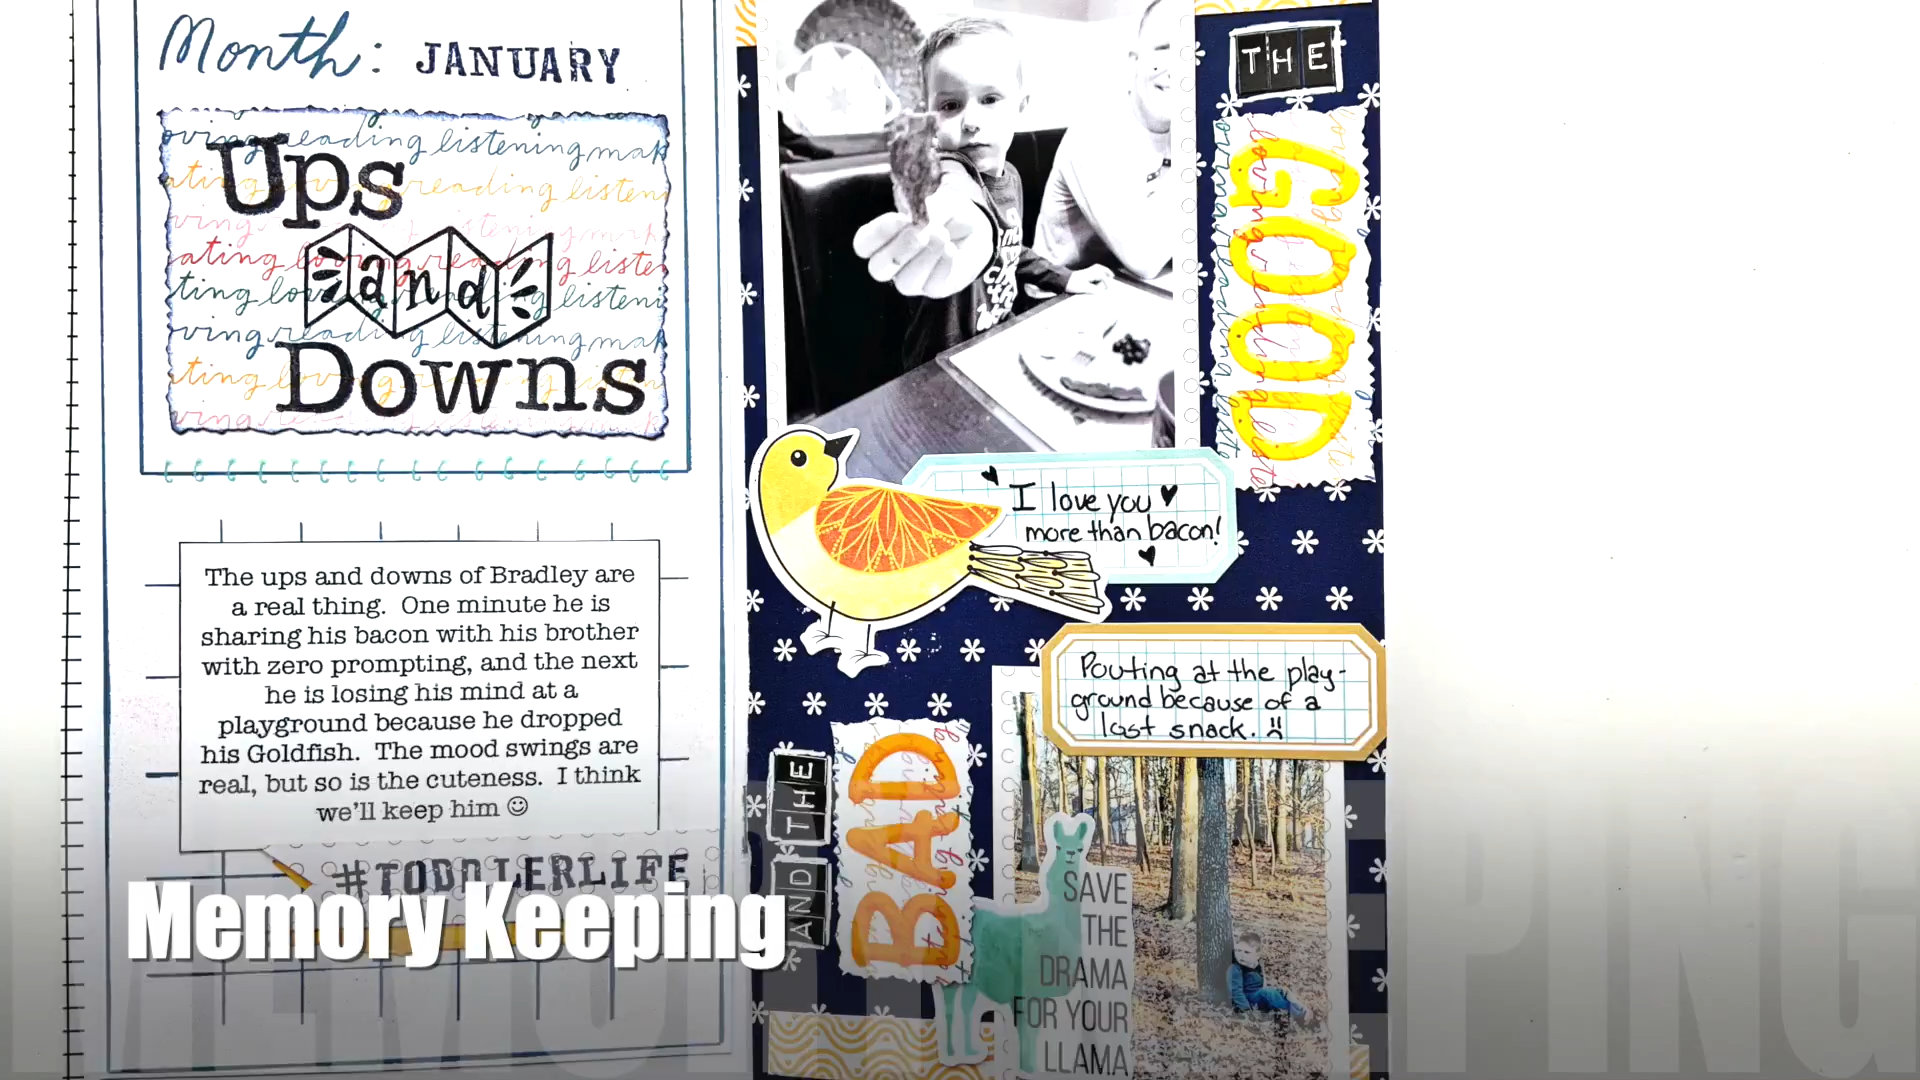 Month: JANUARY
Ups
and
Downs
The ups and downs of Bradley are
a real thing. One minute he is
sharing his bacon with his brother
with zero prompting, and the next
he is losing his mind at a
playground because he dropped
his Goldfish. The mood swings are
real, but so is the cuteness. I think
we'll keep him ☺
#TODDLERLIFE
THE
GOOD
I love you
more than bacon!
Pouting at the play-
ground because of a
lost snack.
AND THE
BAD
SAVE
THE
DRAMA
FOR YOUR
LLAMA
Memory Keeping